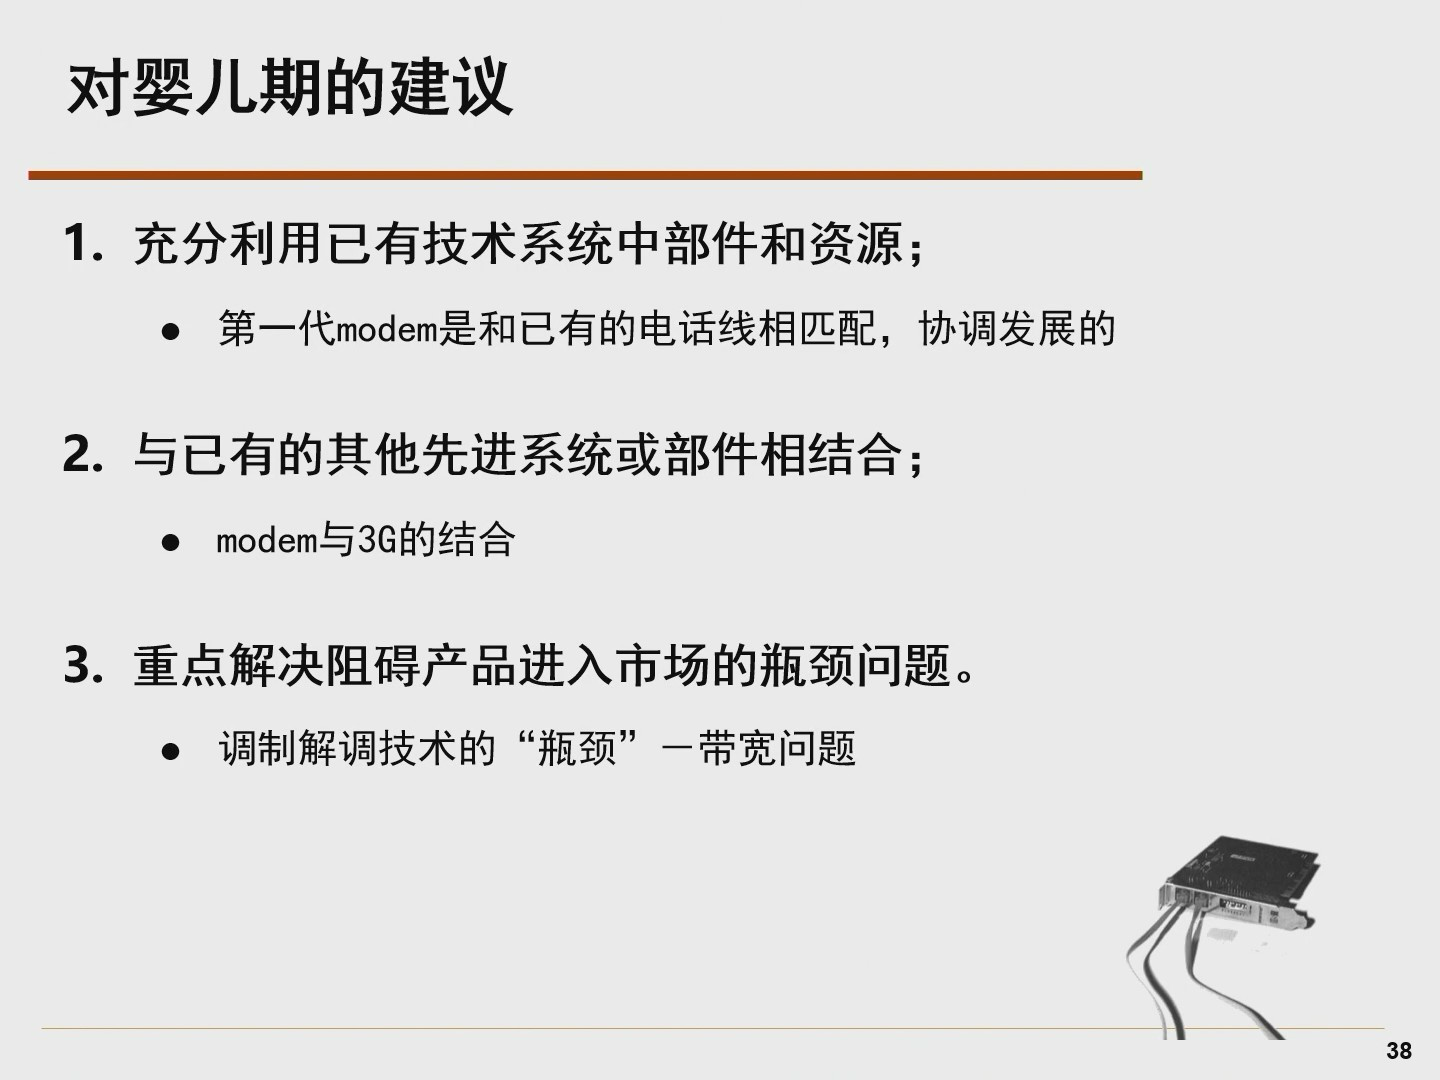 对婴儿期的建议
1. 充分利用已有技术系统中部件和资源；
● 第一代modem是和已有的电话线相匹配，协调发展的
2. 与已有的其他先进系统或部件相结合；
● modem与3G的结合
3. 重点解决阻碍产品进入市场的瓶颈问题。
● 调制解调技术的“瓶颈”－带宽问题
38